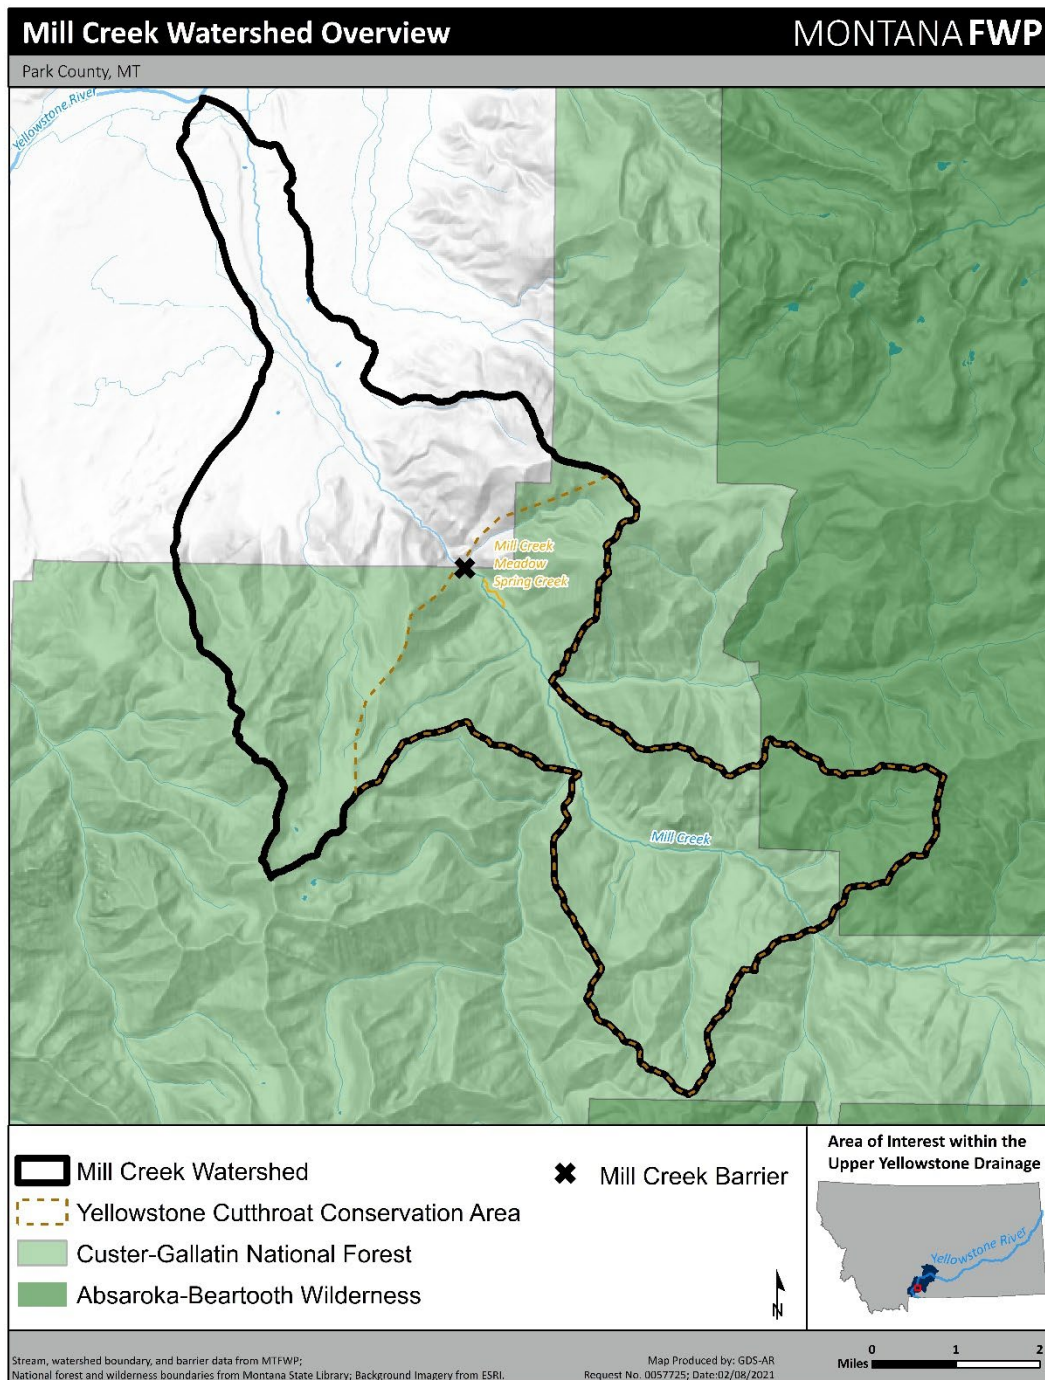 Mill Creek Watershed Overview
MONTANA FWP
Park County, MT
Yellowstone River
Mill Creek
Meadow
Spring Creek
Mill Creek
Mill Creek Watershed
Yellowstone Cutthroat Conservation Area
Custer-Gallatin National Forest
Absaroka-Beartooth Wilderness
Mill Creek Barrier
N
Area of Interest within the
Upper Yellowstone Drainage
Yellowstone River
Stream, watershed boundary, and barrier data from MTFWP;
National forest and wilderness boundaries from Montana State Library; Background Imagery from ESRI.
Map Produced by: GDS-AR
Request No. 0057725; Date:02/08/2021
0 1 2
Miles